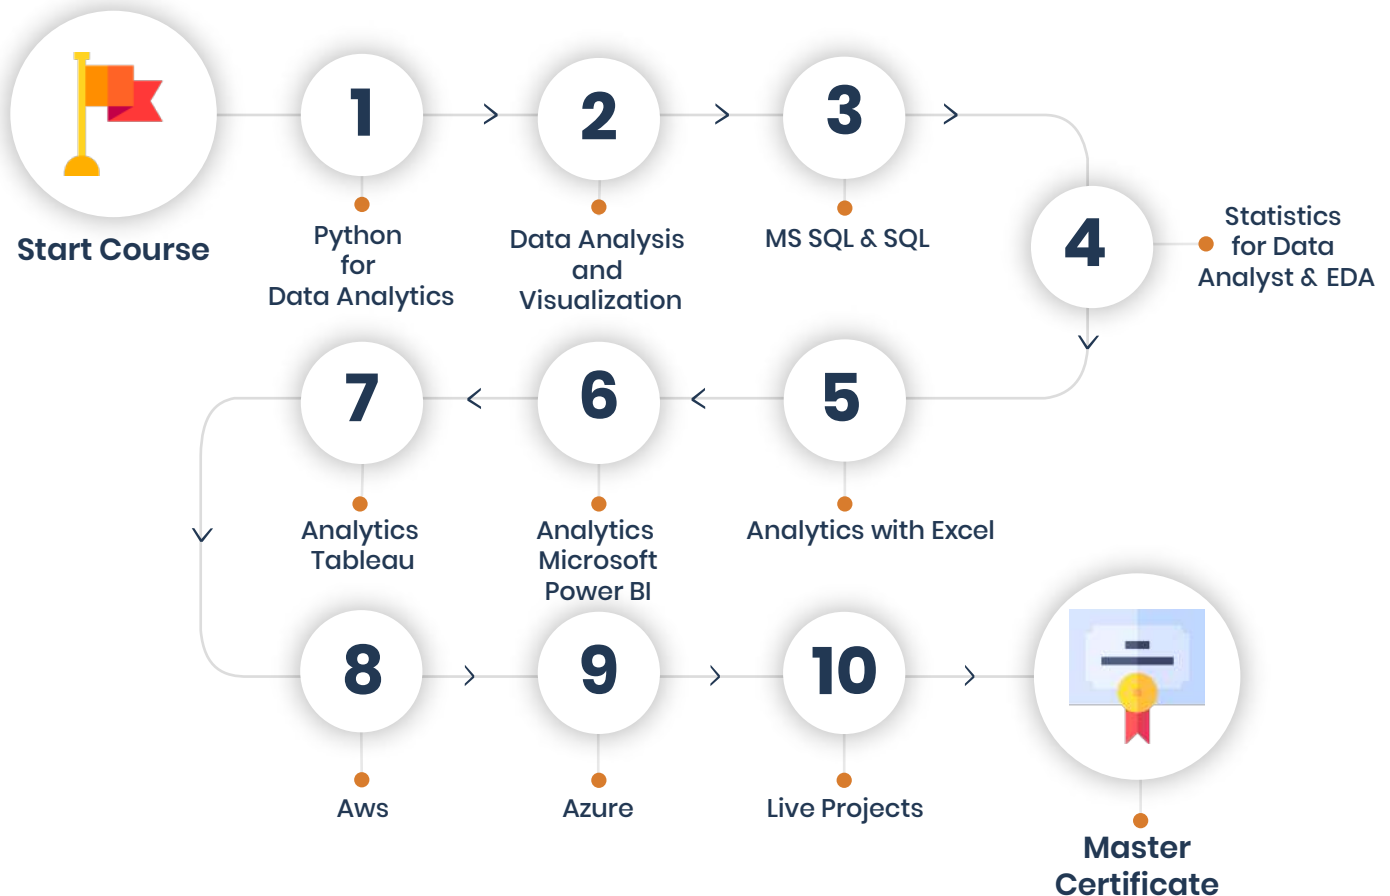 Start Course
1
Python
for
Data Analytics
2
Data Analysis
and
Visualization
3
MS SQL & SQL
4
Statistics
for Data
Analyst & EDA
5
Analytics with Excel
6
Analytics
Microsoft
Power BI
7
Analytics
Tableau
8
Aws
9
Azure
10
Live Projects
Master
Certificate